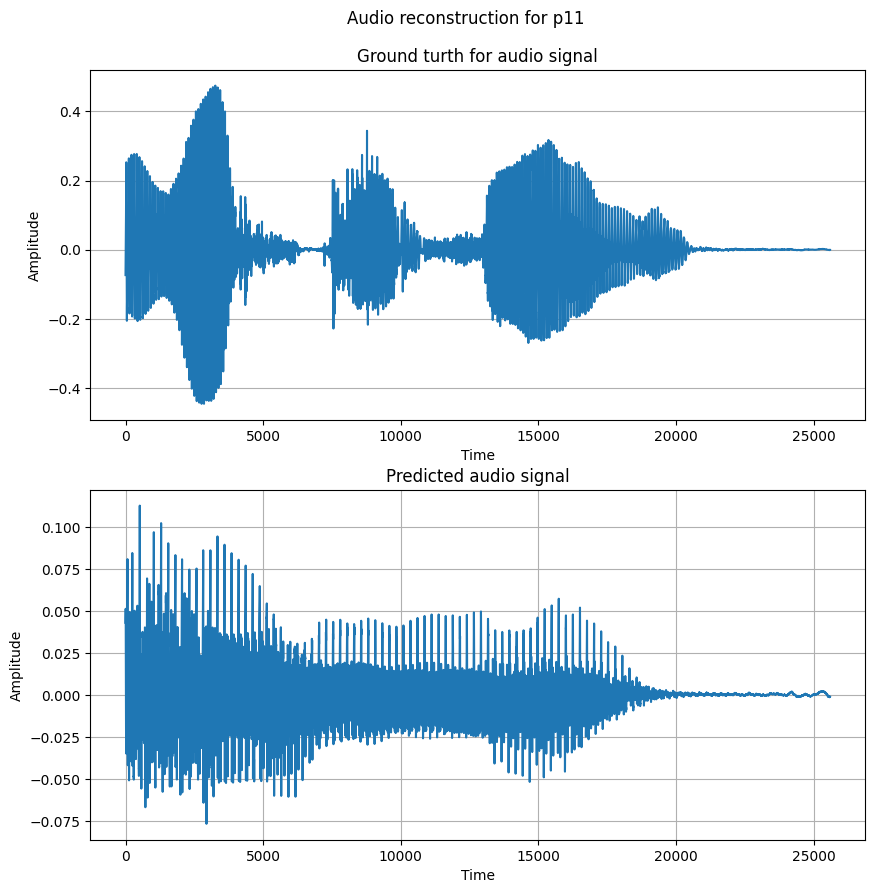 Audio reconstruction for p11
Ground turth for audio signal
0.4
0.2
0.0
−0.2
−0.4
Amplitude
0 5000 10000 15000 20000 25000
Time
Predicted audio signal
0.100
0.075
0.050
0.025
0.000
−0.025
−0.050
−0.075
Amplitude
0 5000 10000 15000 20000 25000
Time